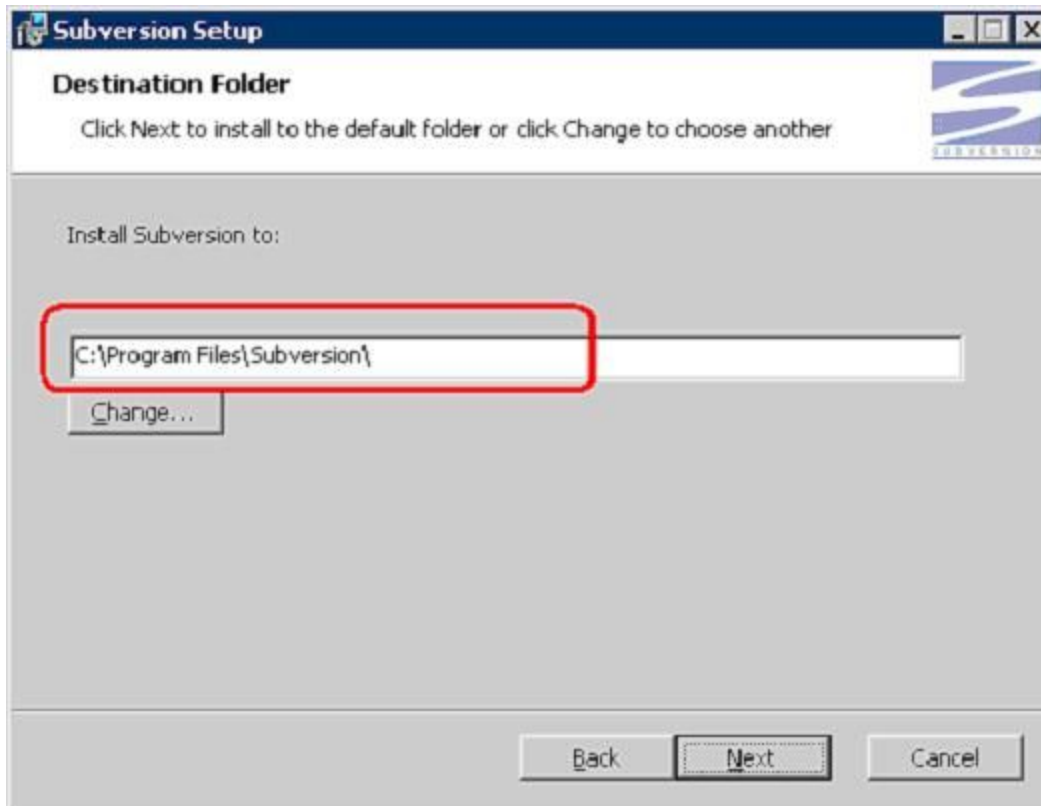 Subversion Setup
Destination Folder
Click Next to install to the default folder or click Change to choose another
SUBVERSION
Install Subversion to:
C:\Program Files\Subversion\
Change...
Back Next Cancel